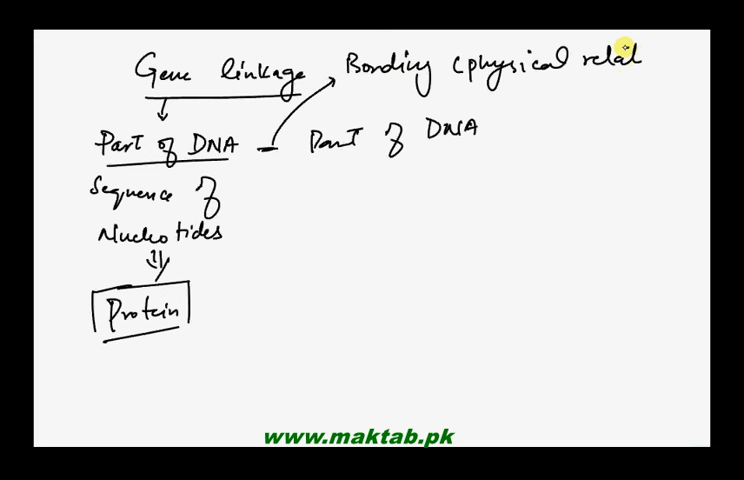 Gene linkage
Bonding (physical relat
Part of DNA - Part of DNA
Sequence of
Nucleotides
Protein
www.maktab.pk